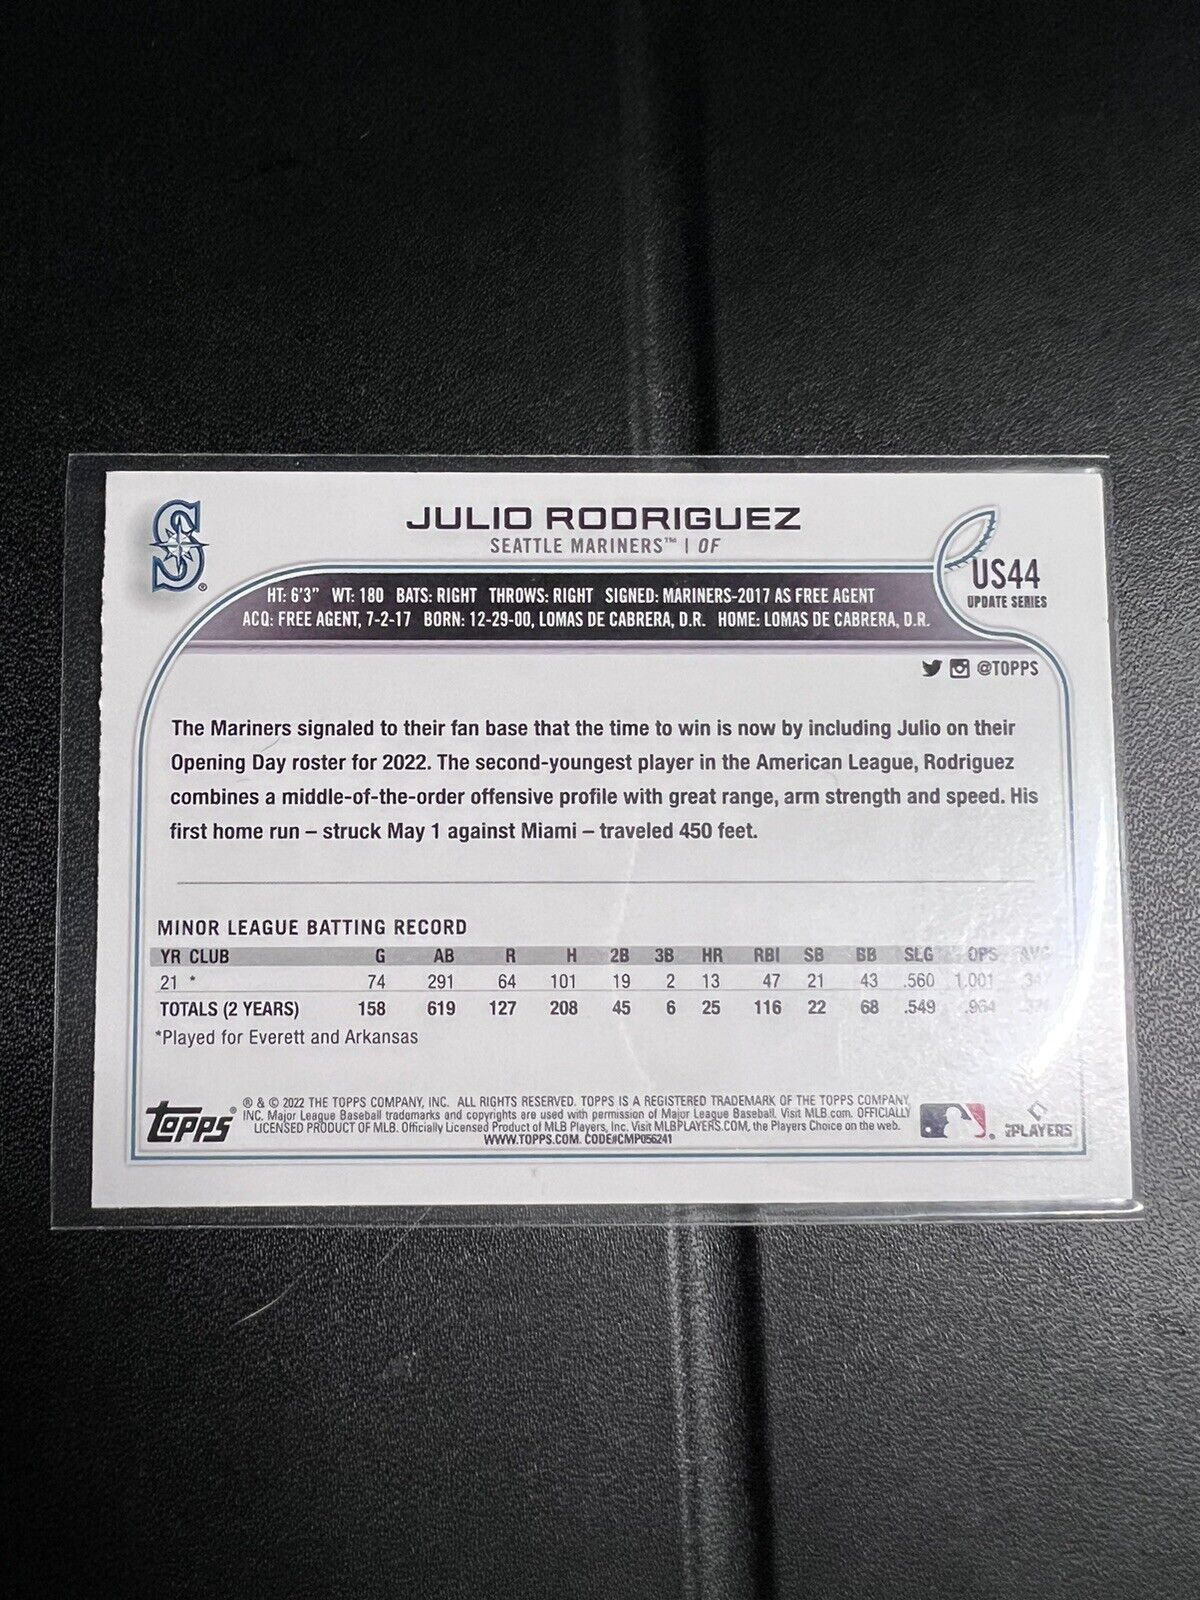 JULIO RODRIGUEZ
SEATTLE MARINERS™ | OF
US44
UPDATE SERIES
HT: 6'3" WT: 180 BATS: RIGHT THROWS: RIGHT SIGNED: MARINERS-2017 AS FREE AGENT
ACQ: FREE AGENT, 7-2-17 BORN: 12-29-00, LOMAS DE CABRERA, D.R. HOME: LOMAS DE CABRERA, D.R.
@TOPPS
The Mariners signaled to their fan base that the time to win is now by including Julio on their
Opening Day roster for 2022. The second-youngest player in the American League, Rodriguez
combines a middle-of-the-order offensive profile with great range, arm strength and speed. His
first home run – struck May 1 against Miami – traveled 450 feet.
MINOR LEAGUE BATTING RECORD
YR CLUB G AB R H 2B 3B HR RBI SB BB SLG OPS AVG
21 * 74 291 64 101 19 2 13 47 21 43 .560 1.001
TOTALS (2 YEARS) 158 619 127 208 45 6 25 116 22 68 .549 .964
*Played for Everett and Arkansas
topps®
® & © 2022 THE TOPPS COMPANY, INC. ALL RIGHTS RESERVED. TOPPS IS A REGISTERED TRADEMARK OF THE TOPPS COMPANY,
INC. Major League Baseball trademarks and copyrights are used with permission of Major League Baseball. Visit MLB.com. OFFICIALLY
LICENSED PRODUCT OF MLB. Officially Licensed Product of MLB Players, Inc. Visit MLBPLAYERS.COM, the Players Choice on the web.
WWW.TOPPS.COM. CODE#CMP056241
PLAYERS